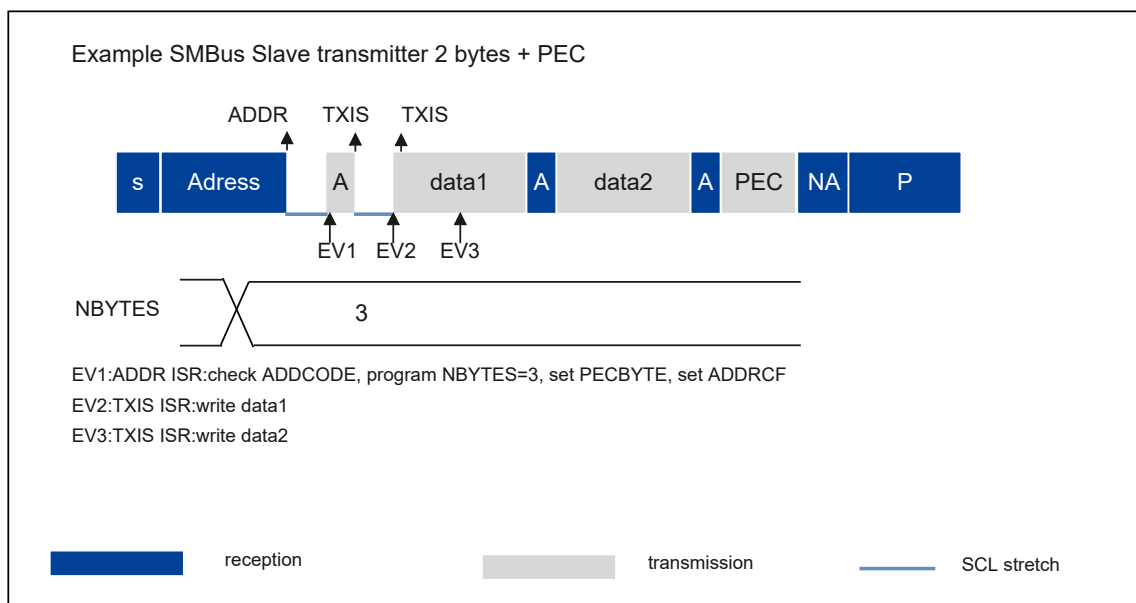 Example SMBus Slave transmitter 2 bytes + PEC
ADDR TXIS TXIS
s Adress A data1 A data2 A PEC NA P
EV1 EV2 EV3
NBYTES 3
EV1:ADDR ISR:check ADDCODE, program NBYTES=3, set PECBYTE, set ADDRCF
EV2:TXIS ISR:write data1
EV3:TXIS ISR:write data2
reception transmission SCL stretch